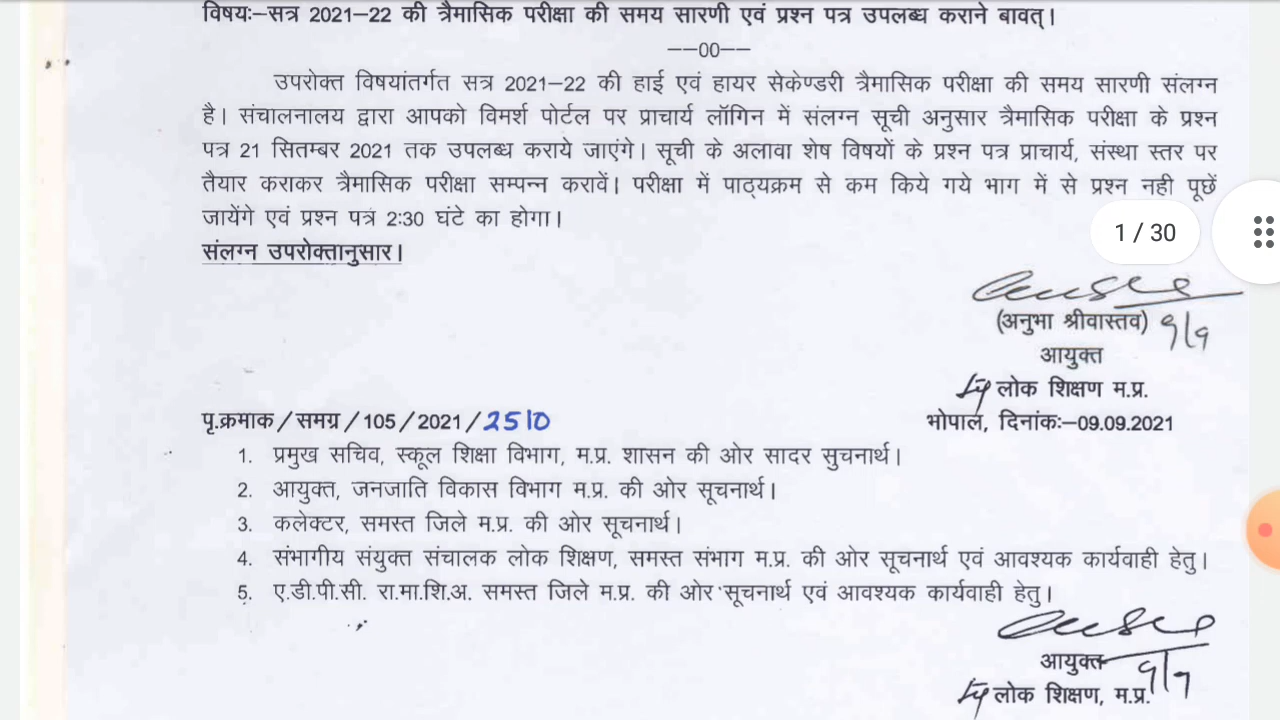 विषयः–सत्र 2021–22 की त्रैमासिक परीक्षा की समय सारणी एवं प्रश्न पत्र उपलब्ध कराने बावत्।
––00––
उपरोक्त विषयांतर्गत सत्र 2021–22 की हाई एवं हायर सेकेण्डरी त्रैमासिक परीक्षा की समय सारणी संलग्न
है। संचालनालय द्वारा आपको विमर्श पोर्टल पर प्राचार्य लॉगिन में संलग्न सूची अनुसार त्रैमासिक परीक्षा के प्रश्न
पत्र 21 सितम्बर 2021 तक उपलब्ध कराये जाएंगे। सूची के अलावा शेष विषयों के प्रश्न पत्र प्राचार्य, संस्था स्तर पर
तैयार कराकर त्रैमासिक परीक्षा सम्पन्न करावें। परीक्षा में पाठ्यक्रम से कम किये गये भाग में से प्रश्न नही पूछें
जायेंगे एवं प्रश्न पत्र 2:30 घंटे का होगा।
1 / 30
संलग्न उपरोक्तानुसार।
(अनुभा श्रीवास्तव) 9/9
आयुक्त
लोक शिक्षण म.प्र.
पृ.क्रमाक/समग्र/105/2021/2510 भोपाल, दिनांकः–09.09.2021
1. प्रमुख सचिव, स्कूल शिक्षा विभाग, म.प्र. शासन की ओर सादर सुचनार्थ।
2. आयुक्त, जनजाति विकास विभाग म.प्र. की ओर सूचनार्थ।
3. कलेक्टर, समस्त जिले म.प्र. की ओर सूचनार्थ।
4. संभागीय संयुक्त संचालक लोक शिक्षण, समस्त संभाग म.प्र. की ओर सूचनार्थ एवं आवश्यक कार्यवाही हेतु।
5. ए.डी.पी.सी. रा.मा.शि.अ. समस्त जिले म.प्र. की ओर सूचनार्थ एवं आवश्यक कार्यवाही हेतु।
आयुक्त 9/9
लोक शिक्षण, म.प्र.